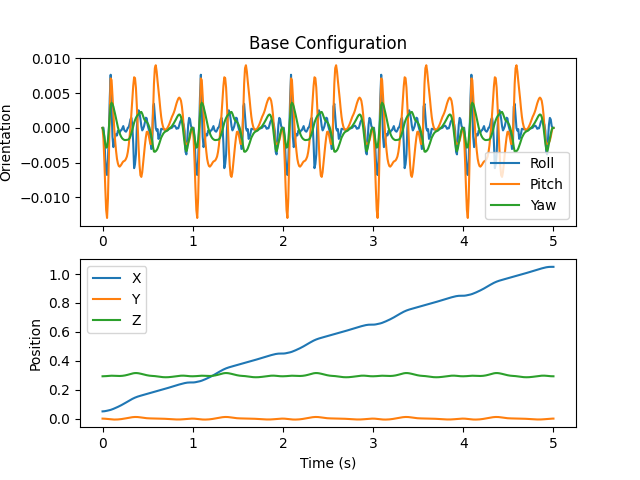 Base Configuration
Orientation
0.010
0.005
0.000
−0.005
−0.010
Roll
Pitch
Yaw
0 1 2 3 4 5
Position
1.0
0.8
0.6
0.4
0.2
0.0
X
Y
Z
0 1 2 3 4 5
Time (s)